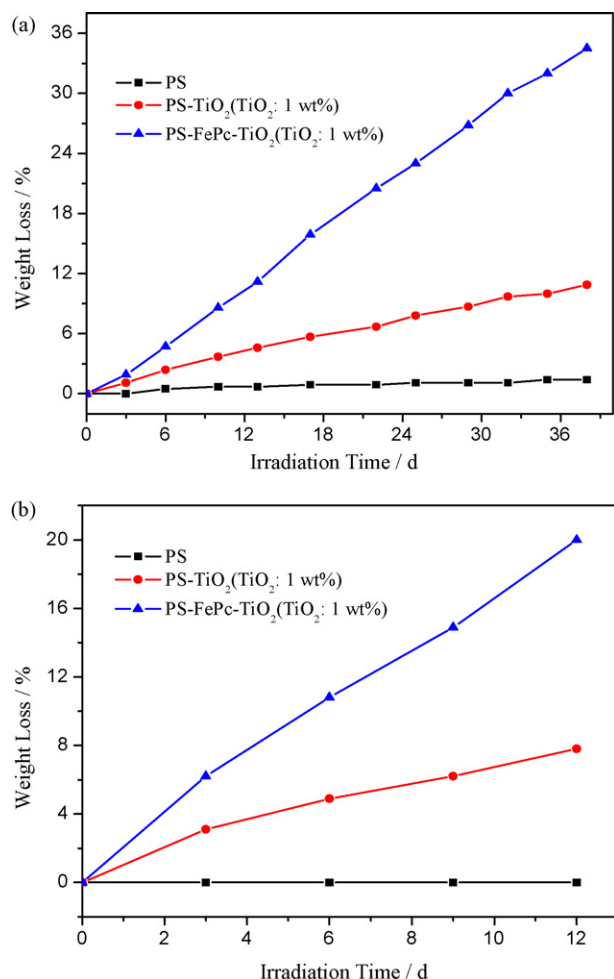 (a)
36
30
24
18
12
6
0
Weight Loss / %
PS
PS-TiO₂(TiO₂: 1 wt%)
PS-FePc-TiO₂(TiO₂: 1 wt%)
0 6 12 18 24 30 36
Irradiation Time / d
(b)
20
16
12
8
4
0
Weight Loss / %
PS
PS-TiO₂(TiO₂: 1 wt%)
PS-FePc-TiO₂(TiO₂: 1 wt%)
0 2 4 6 8 10 12
Irradiation Time / d